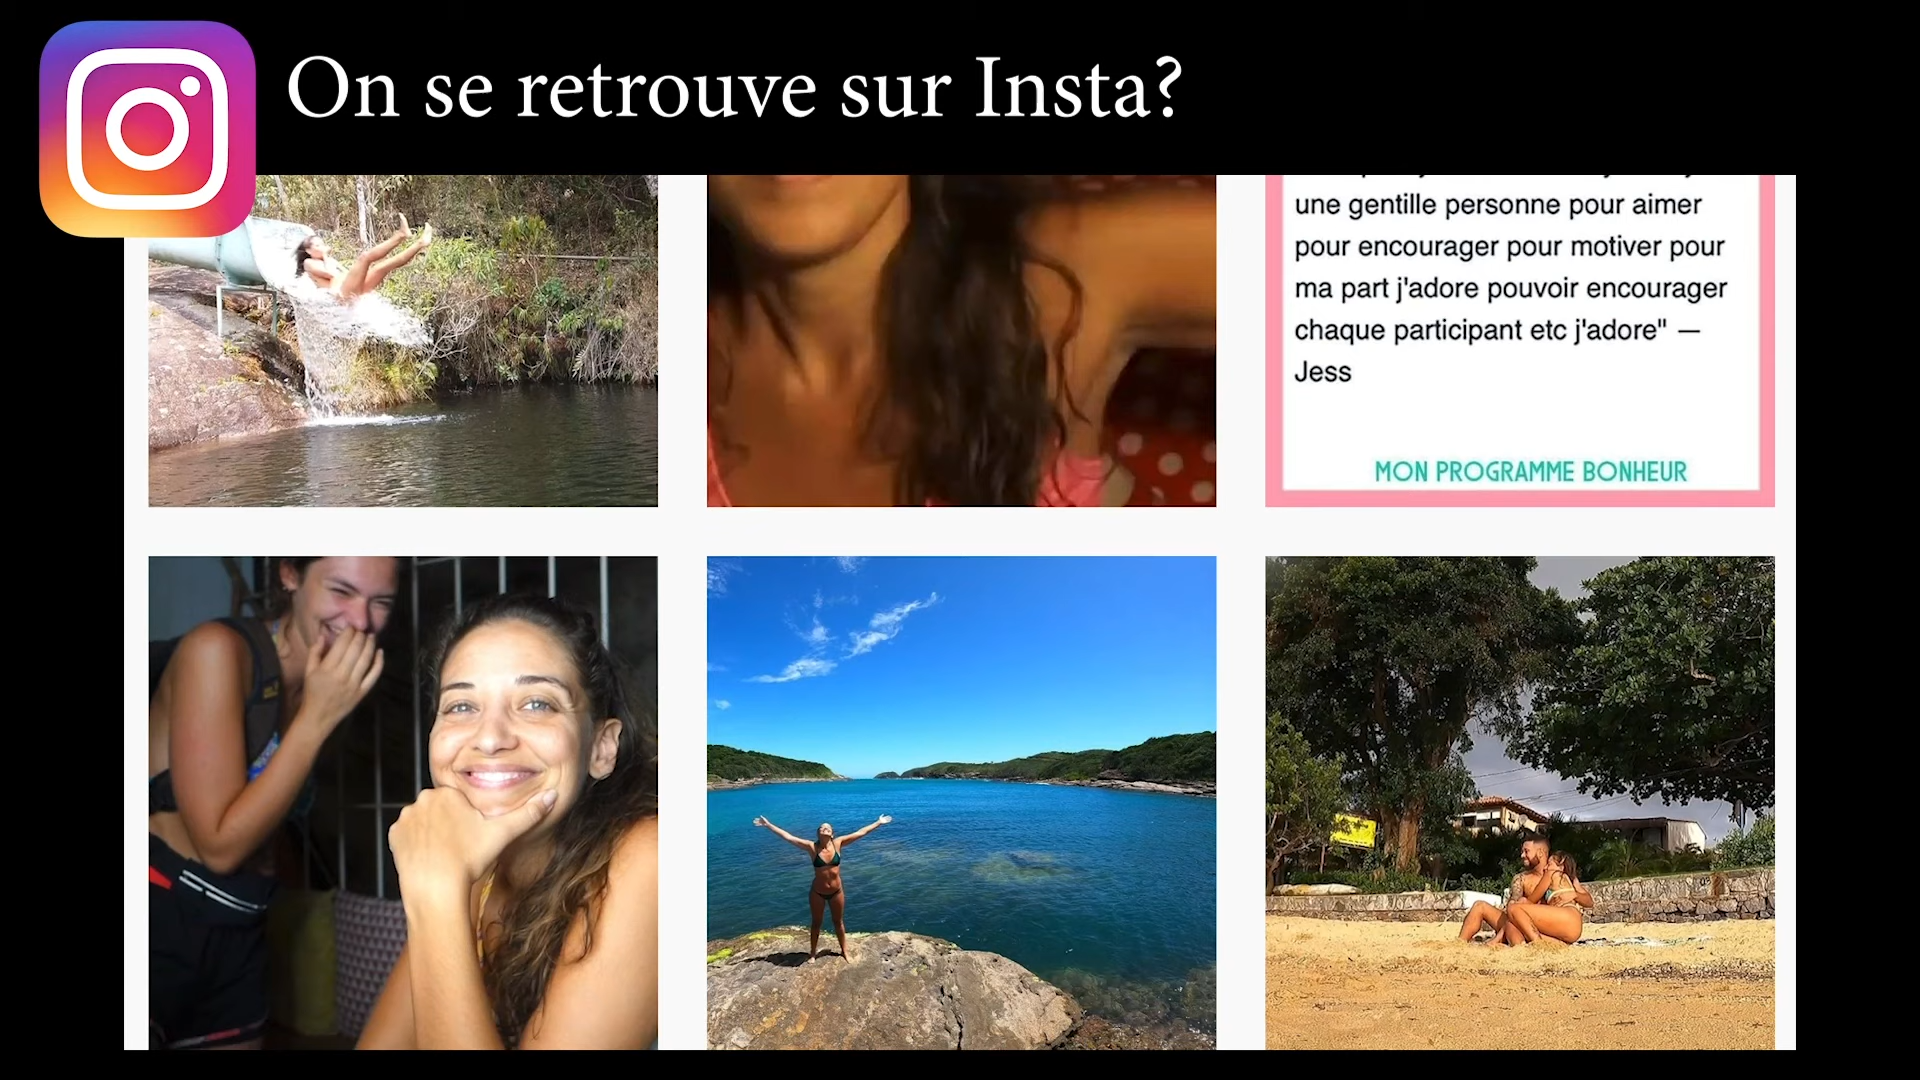 On se retrouve sur Insta?
une gentille personne pour aimer
pour encourager pour motiver pour
ma part j'adore pouvoir encourager
chaque participant etc j'adore" —
Jess
MON PROGRAMME BONHEUR